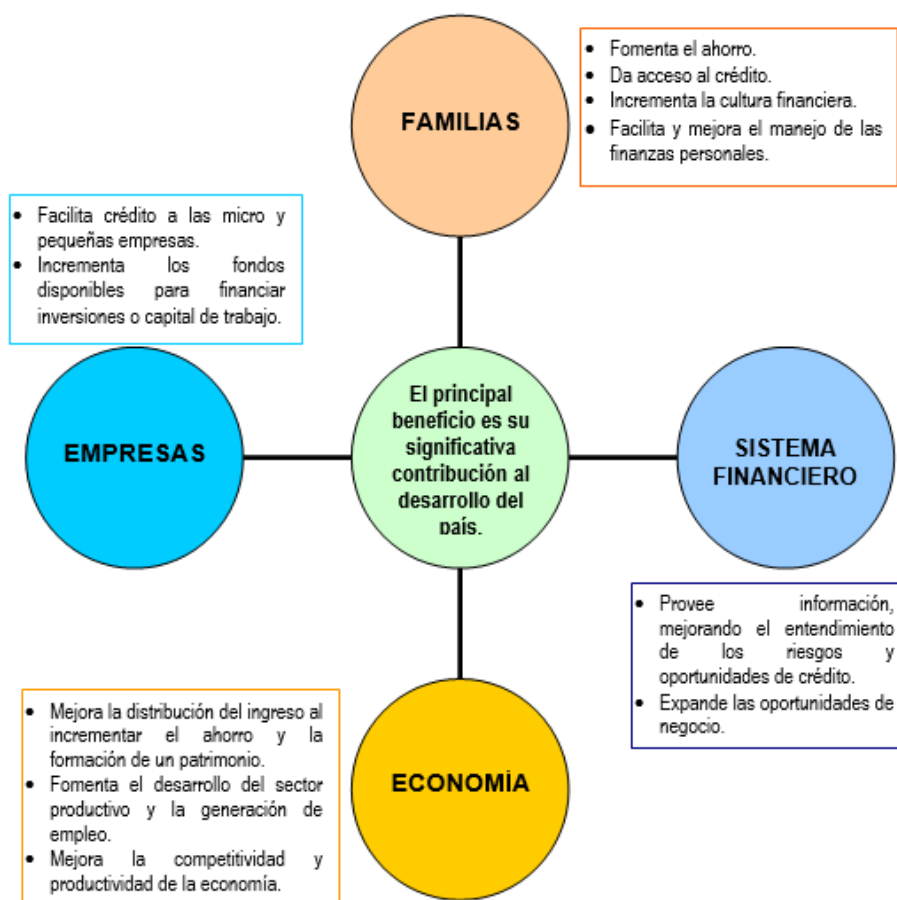 FAMILIAS
• Fomenta el ahorro.
• Da acceso al crédito.
• Incrementa la cultura financiera.
• Facilita y mejora el manejo de las
finanzas personales.
• Facilita crédito a las micro y
pequeñas empresas.
• Incrementa los fondos
disponibles para financiar
inversiones o capital de trabajo.
EMPRESAS
El principal
beneficio es su
significativa
contribución al
desarrollo del
país.
SISTEMA
FINANCIERO
• Provee información,
mejorando el entendimiento
de los riesgos y
oportunidades de crédito.
• Expande las oportunidades de
negocio.
• Mejora la distribución del ingreso al
incrementar el ahorro y la
formación de un patrimonio.
• Fomenta el desarrollo del sector
productivo y la generación de
empleo.
• Mejora la competitividad y
productividad de la economía.
ECONOMÍA